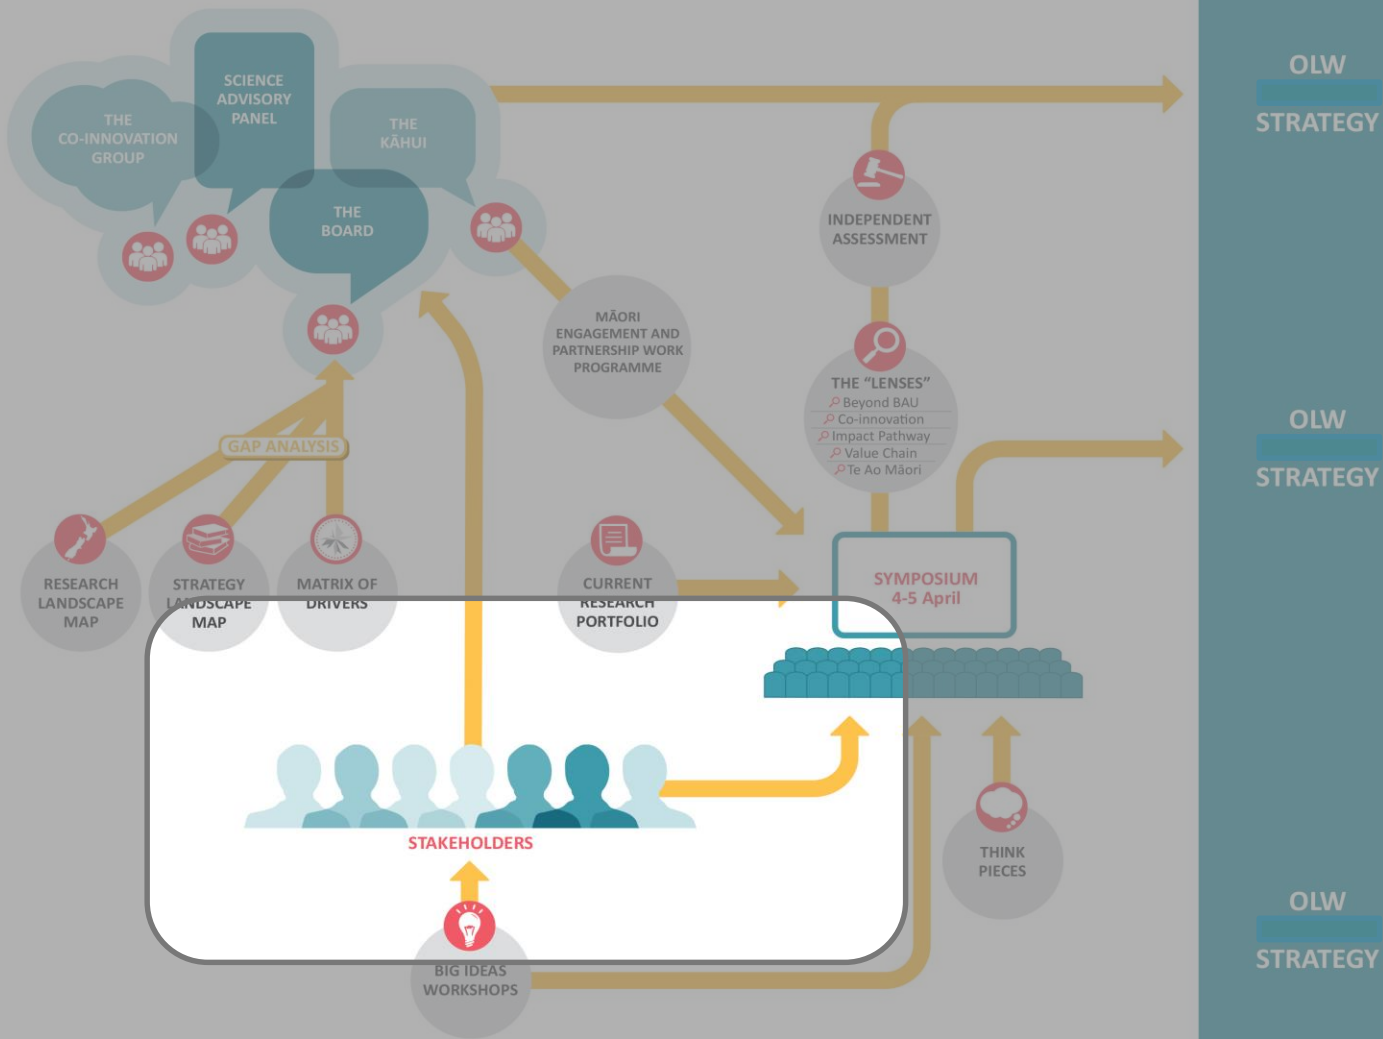 THE
CO-INNOVATION
GROUP
SCIENCE
ADVISORY
PANEL
THE
KĀHUI
THE
BOARD
OLW
STRATEGY
INDEPENDENT
ASSESSMENT
MĀORI
ENGAGEMENT AND
PARTNERSHIP WORK
PROGRAMME
THE “LENSES”
Beyond BAU
Co-innovation
Impact Pathway
Value Chain
Te Ao Māori
OLW
STRATEGY
GAP ANALYSIS
RESEARCH
LANDSCAPE
MAP
STRATEGY
LANDSCAPE
MAP
MATRIX OF
DRIVERS
CURRENT
RESEARCH
PORTFOLIO
SYMPOSIUM
4-5 April
STAKEHOLDERS
THINK
PIECES
BIG IDEAS
WORKSHOPS
OLW
STRATEGY